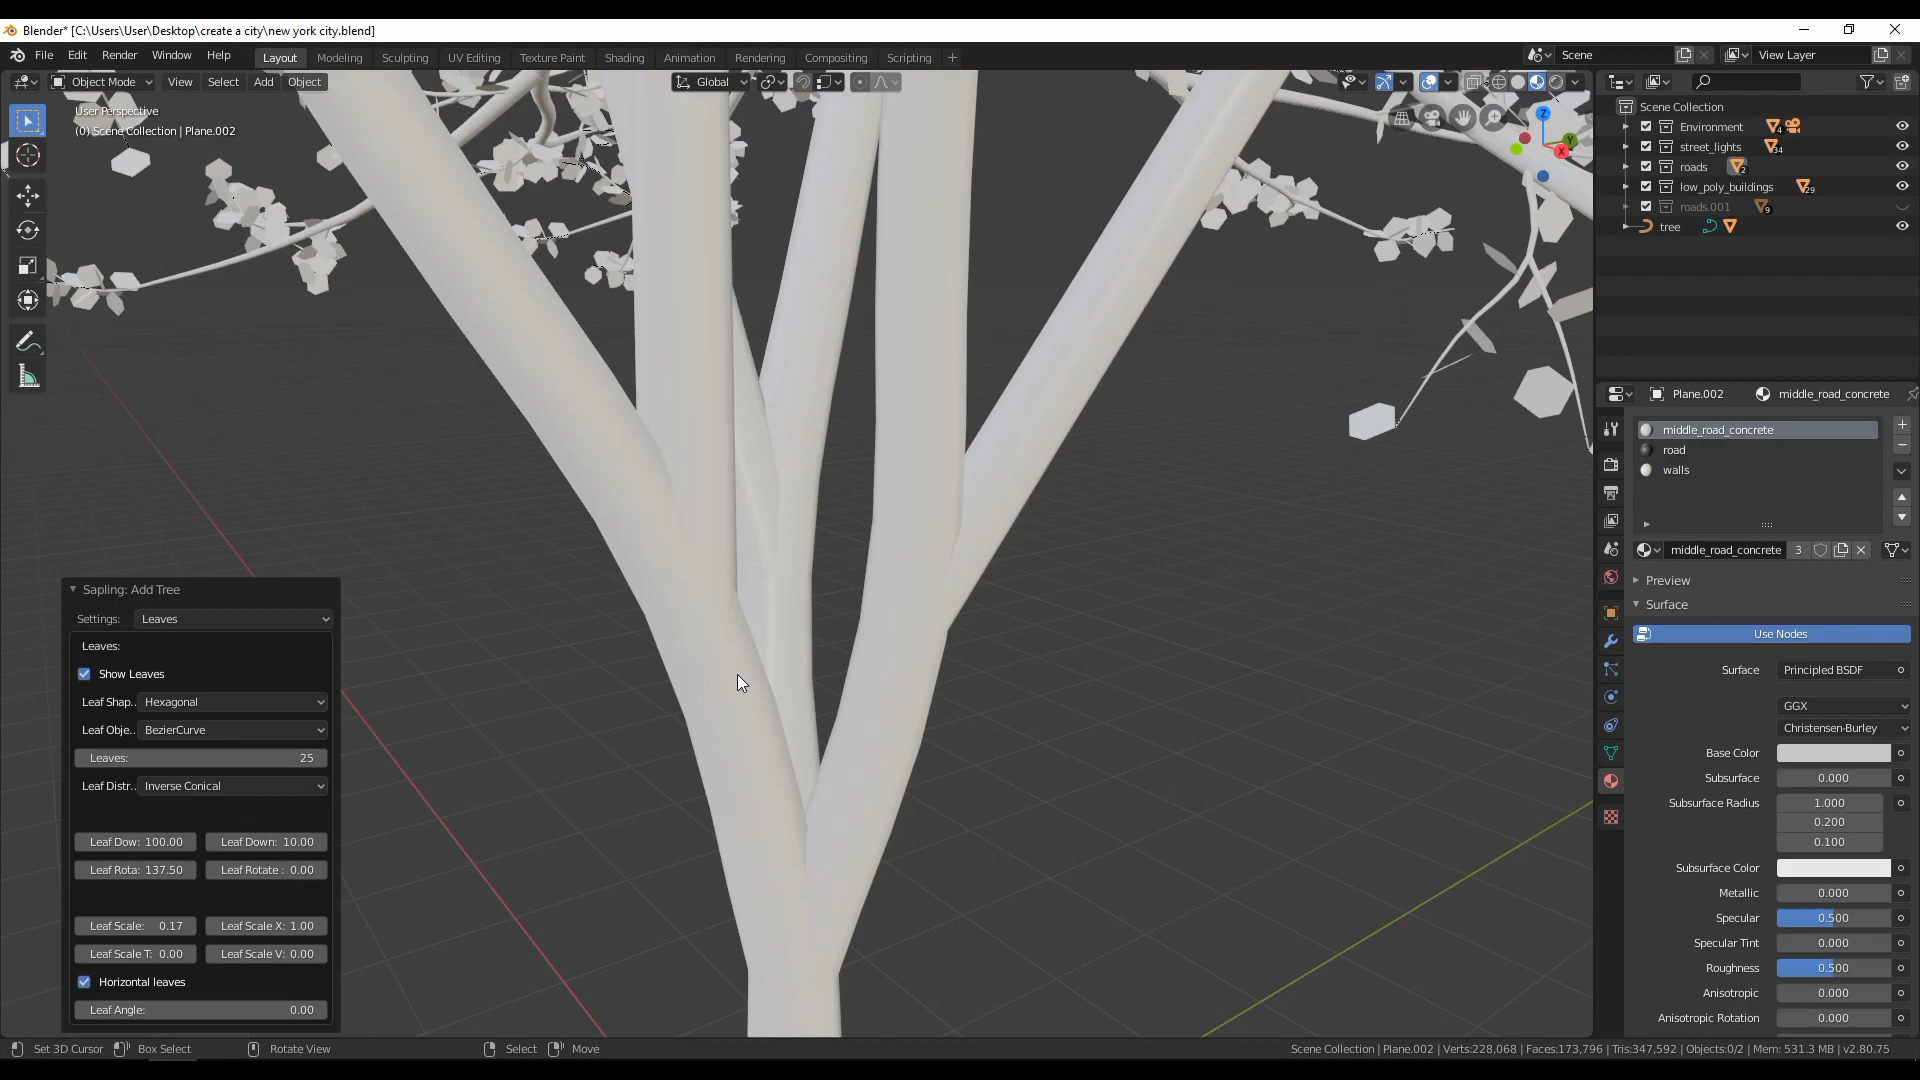 Blender* [C:\Users\User\Desktop\create a city\new york city.blend]
File Edit Render Window Help Layout Modeling Sculpting UV Editing Texture Paint Shading Animation Rendering Compositing Scripting + Scene View Layer
Object Mode View Select Add Object Global
User Perspective
(0) Scene Collection | Plane.002
Z
Y
X
Scene Collection
Environment 4
street_lights 34
roads 2
low_poly_buildings 29
roads.001 9
tree
Plane.002 middle_road_concrete
middle_road_concrete
road
walls
middle_road_concrete 3
Preview
Surface
Use Nodes
Surface Principled BSDF
GGX
Christensen-Burley
Base Color
Subsurface 0.000
Subsurface Radius 1.000
0.200
0.100
Subsurface Color
Metallic 0.000
Specular 0.500
Specular Tint 0.000
Roughness 0.500
Anisotropic 0.000
Anisotropic Rotation 0.000
Sapling: Add Tree
Settings: Leaves
Leaves:
Show Leaves
Leaf Shap.. Hexagonal
Leaf Obje.. BezierCurve
Leaves: 25
Leaf Distr.. Inverse Conical
Leaf Dow: 100.00 Leaf Down: 10.00
Leaf Rota: 137.50 Leaf Rotate : 0.00
Leaf Scale: 0.17 Leaf Scale X: 1.00
Leaf Scale T: 0.00 Leaf Scale V: 0.00
Horizontal leaves
Leaf Angle: 0.00
Set 3D Cursor Box Select Rotate View Select Move Scene Collection | Plane.002 | Verts:228,068 | Faces:173,796 | Tris:347,592 | Objects:0/2 | Mem: 531.3 MB | v2.80.75